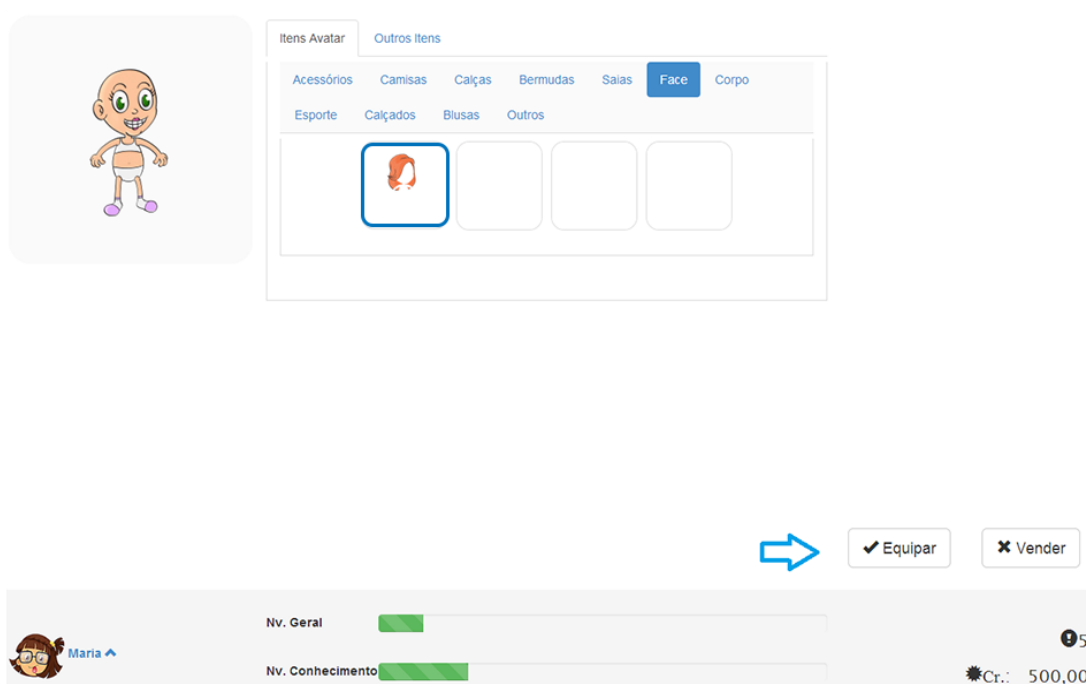 Itens Avatar Outros Itens
Acessórios Camisas Calças Bermudas Saias Face Corpo
Esporte Calçados Blusas Outros
Equipar Vender
Nv. Geral
5
Maria
Nv. Conhecimento
Cr.: 500,00